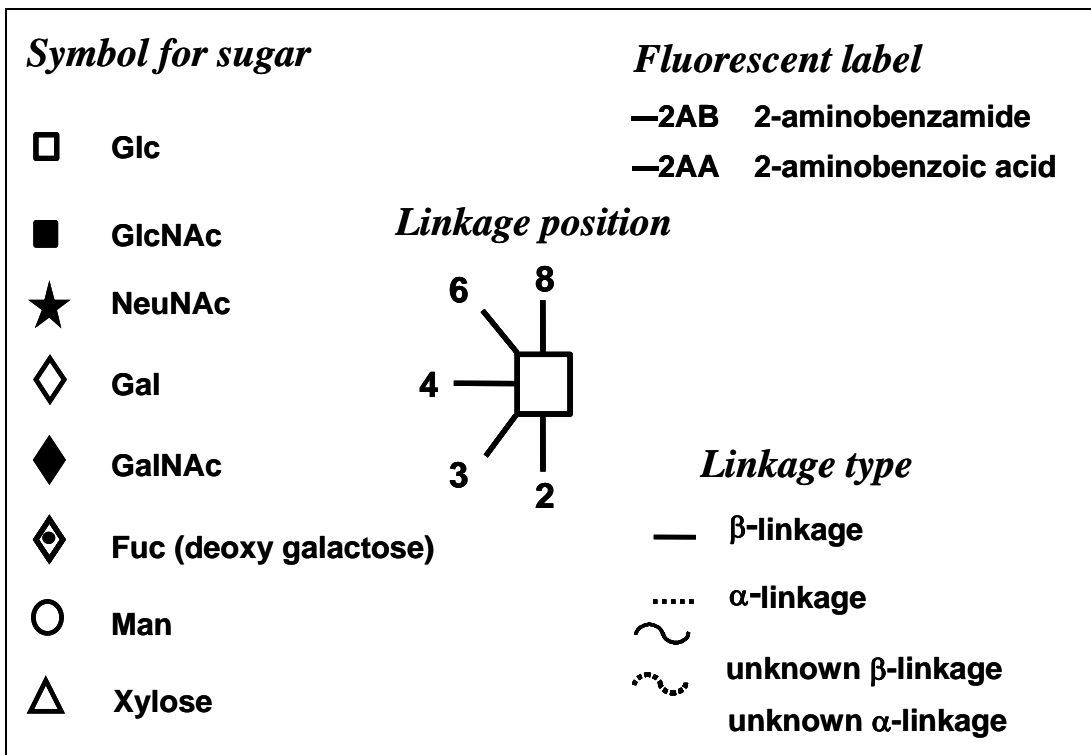 Symbol for sugar
Glc
GlcNAc
NeuNAc
Gal
GalNAc
Fuc (deoxy galactose)
Man
Xylose
Fluorescent label
—2AB 2-aminobenzamide
—2AA 2-aminobenzoic acid
Linkage position
8
6
4
3
2
Linkage type
β-linkage
α-linkage
unknown β-linkage
unknown α-linkage